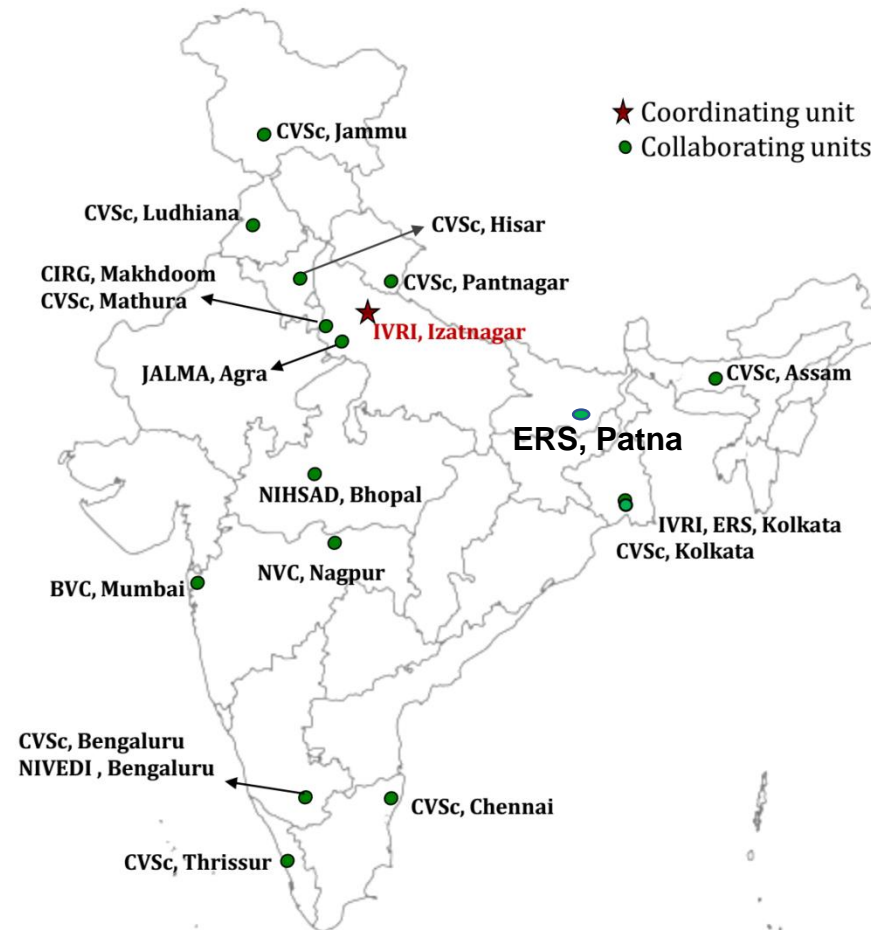 Coordinating unit
Collaborating units
CVSc, Jammu
CVSc, Ludhiana
CVSc, Hisar
CIRG, Makhdoom
CVSc, Mathura
CVSc, Pantnagar
IVRI, Izatnagar
JALMA, Agra
CVSc, Assam
ERS, Patna
NIHSAD, Bhopal
IVRI, ERS, Kolkata
CVSc, Kolkata
NVC, Nagpur
BVC, Mumbai
CVSc, Bengaluru
NIVEDI , Bengaluru
CVSc, Chennai
CVSc, Thrissur